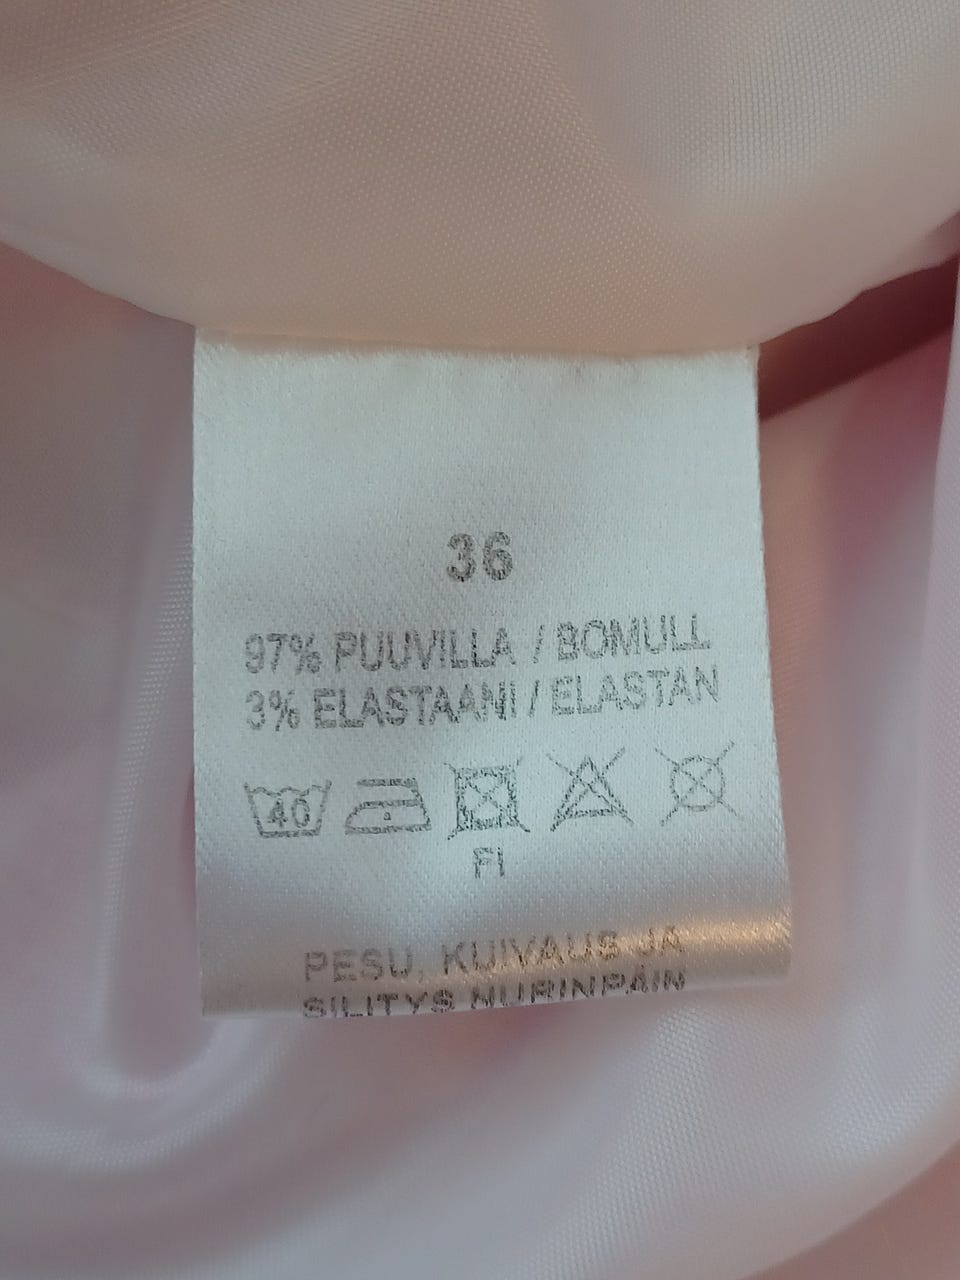 36
97% PUUVILLA / BOMULL
3% ELASTAANI / ELASTAN
40
FI
PESU, KUIVAUS JA
SILITYS NURINPÄIN